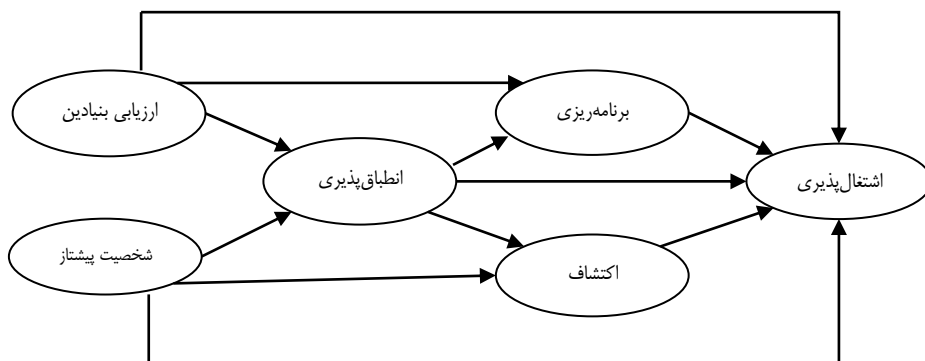 ارزیابی بنیادین
برنامه‌ریزی
انطباق‌پذیری
اشتغال‌پذیری
شخصیت پیشتاز
اکتشاف